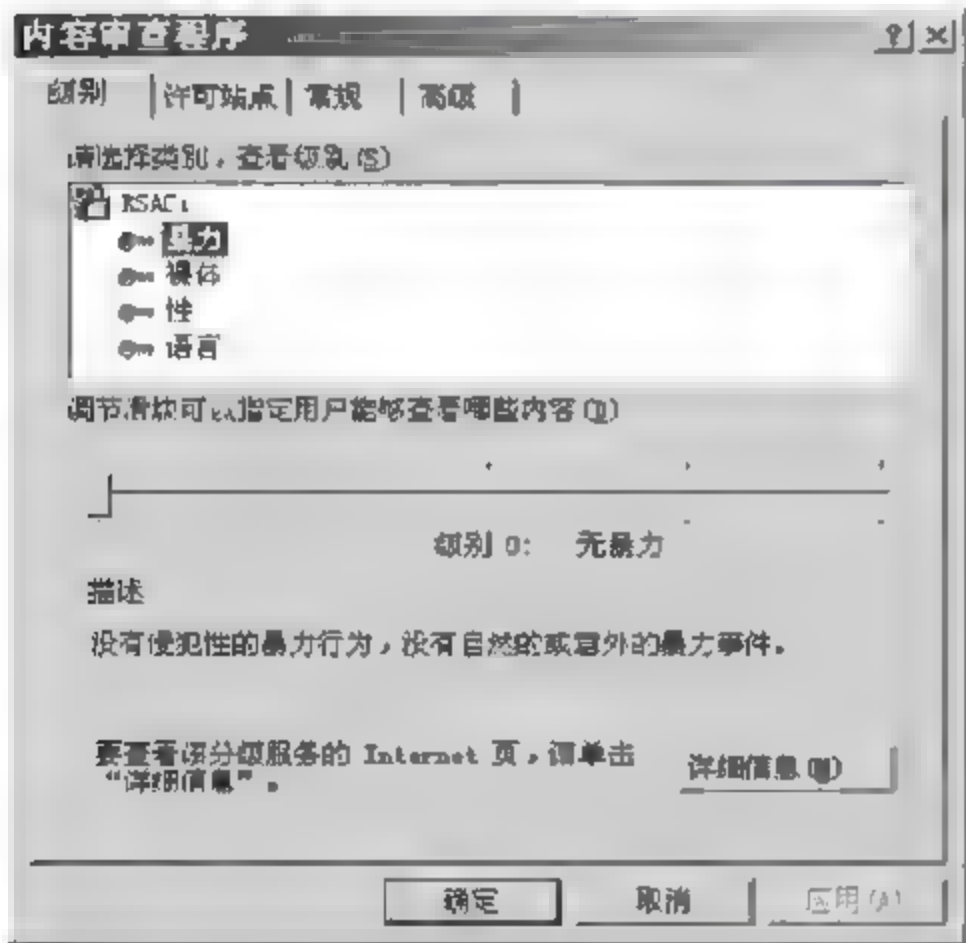 内容审查程序
级别 许可站点 常规 高级
请选择类别，查看级别(S)
RSACi
暴力
裸体
性
语言
调节滑块可以指定用户能够查看哪些内容(D)
级别 0: 无暴力
描述
没有侵犯性的暴力行为，没有自然的或意外的暴力事件。
要查看该分级服务的 Internet 页，请单击
“详细信息”。
详细信息(M)
确定 取消 应用(A)